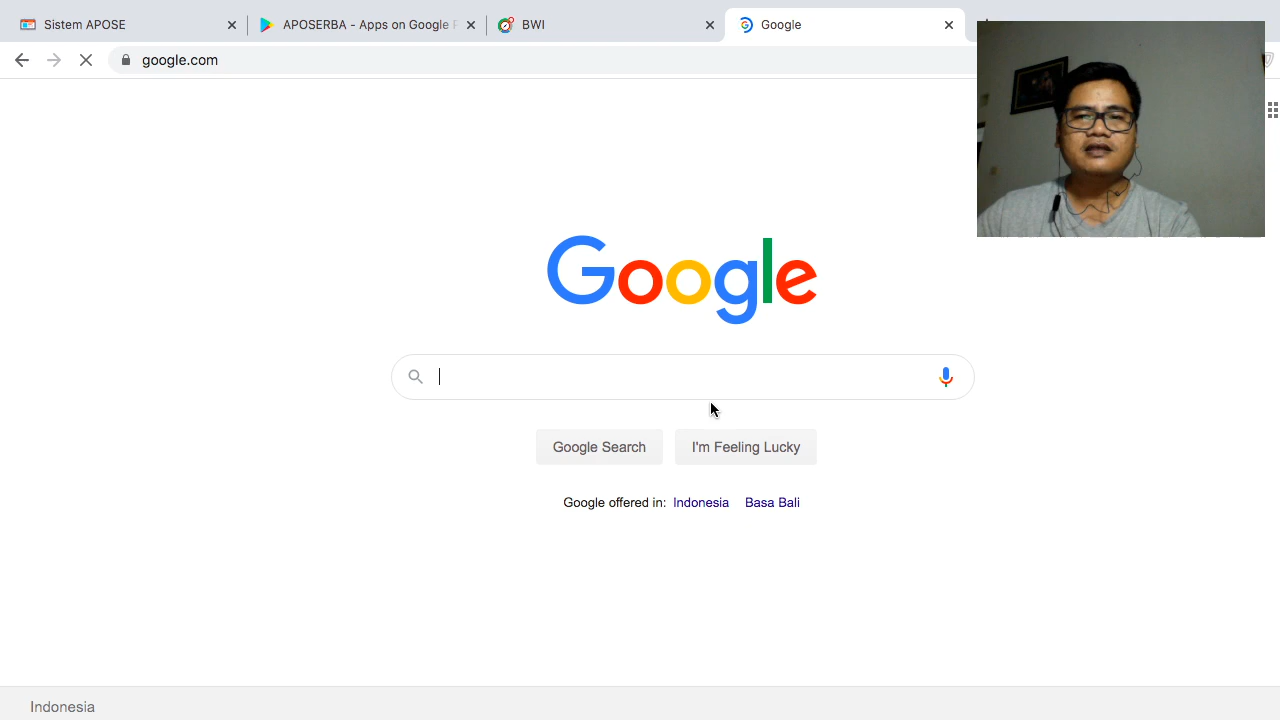 Sistem APOSE
APOSERBA - Apps on Google P
BWI
Google
google.com
Google
Google Search
I'm Feeling Lucky
Google offered in: Indonesia Basa Bali
Indonesia